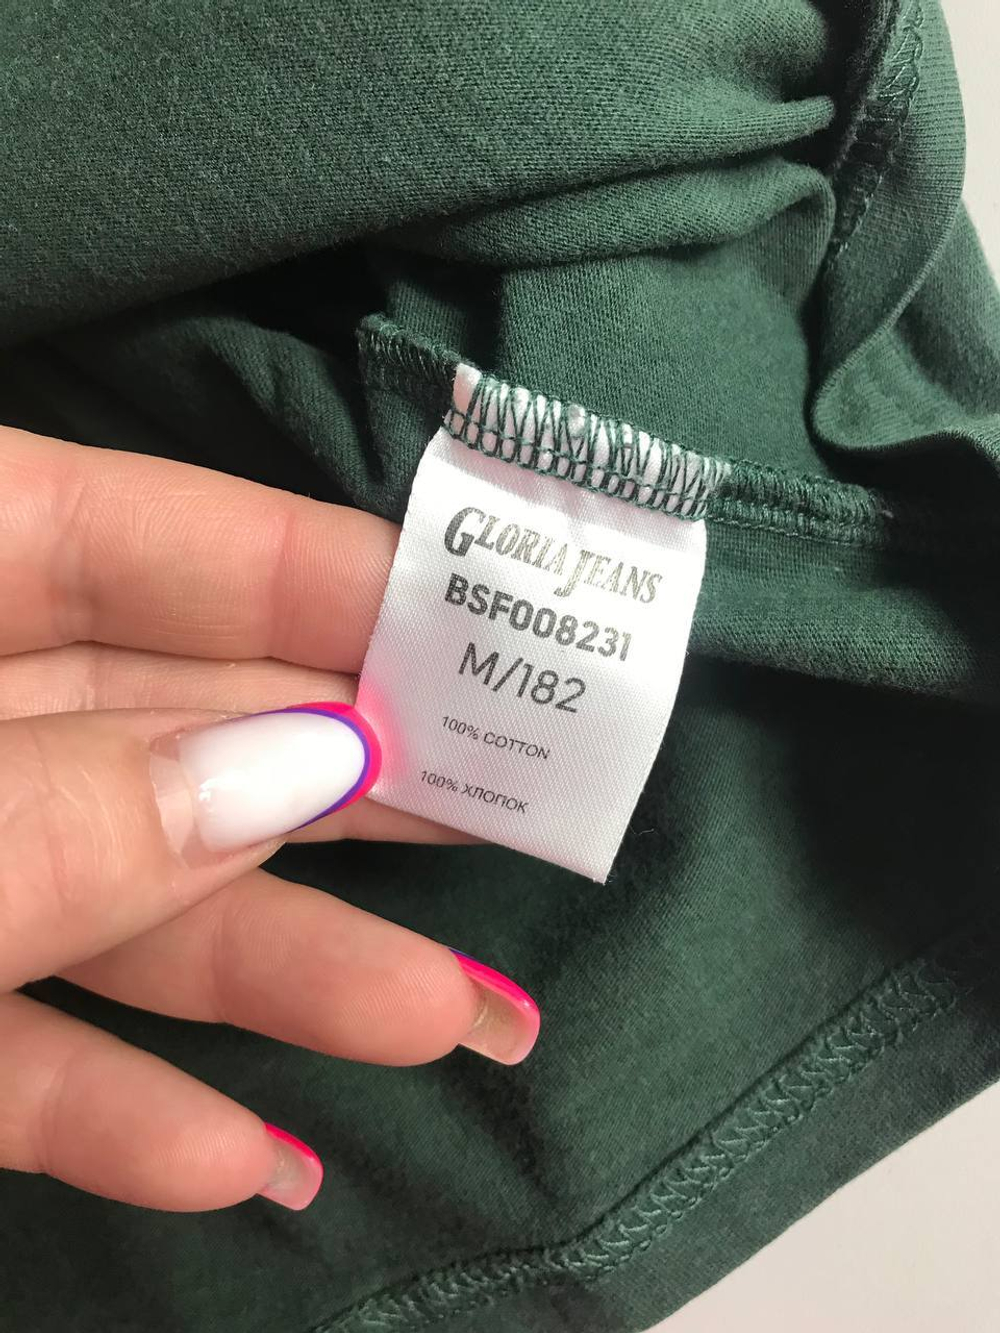 GLORIA JEANS
BSF008231
M/182
100% COTTON
100% ХЛОПОК